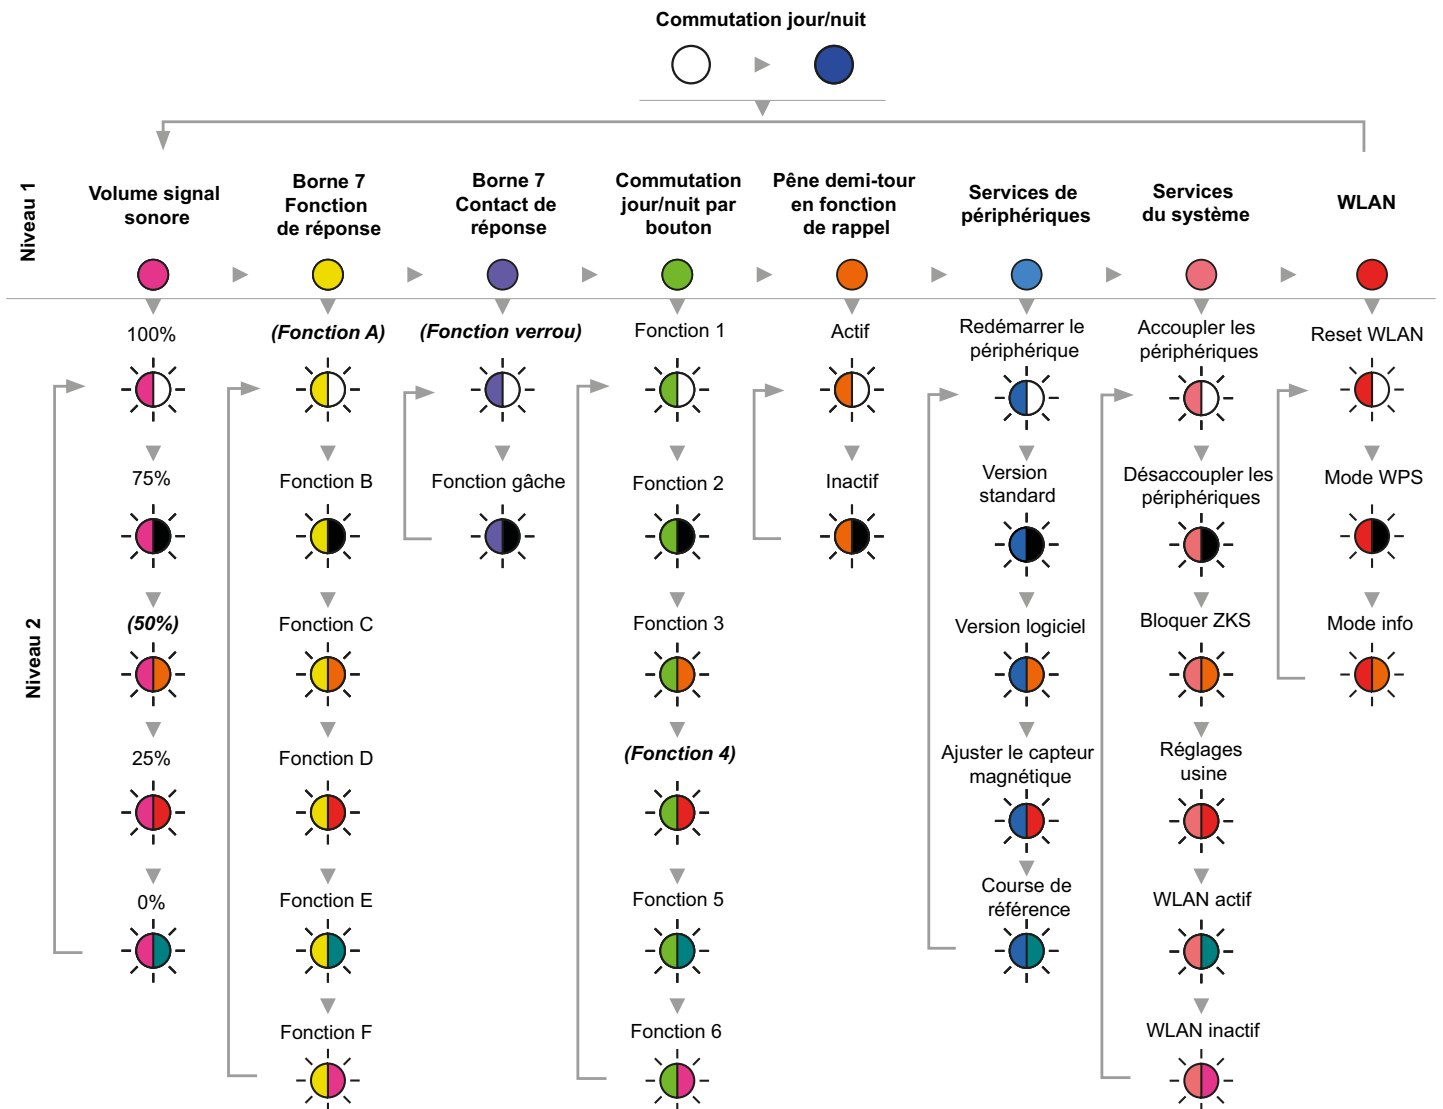 Commutation jour/nuit
Niveau 1
Volume signal
sonore
Borne 7
Fonction
de réponse
Borne 7
Contact de
réponse
Commutation
jour/nuit par
bouton
Pêne demi-tour
en fonction
de rappel
Services de
périphériques
Services
du système
WLAN
Niveau 2
100%
75%
(50%)
25%
0%
(Fonction A)
Fonction B
Fonction C
Fonction D
Fonction E
Fonction F
(Fonction verrou)
Fonction gâche
Fonction 1
Fonction 2
Fonction 3
(Fonction 4)
Fonction 5
Fonction 6
Actif
Inactif
Redémarrer le
périphérique
Version
standard
Version logiciel
Ajuster le capteur
magnétique
Course de
référence
Accoupler les
périphériques
Désaccoupler les
périphériques
Bloquer ZKS
Réglages
usine
WLAN actif
WLAN inactif
Reset WLAN
Mode WPS
Mode info